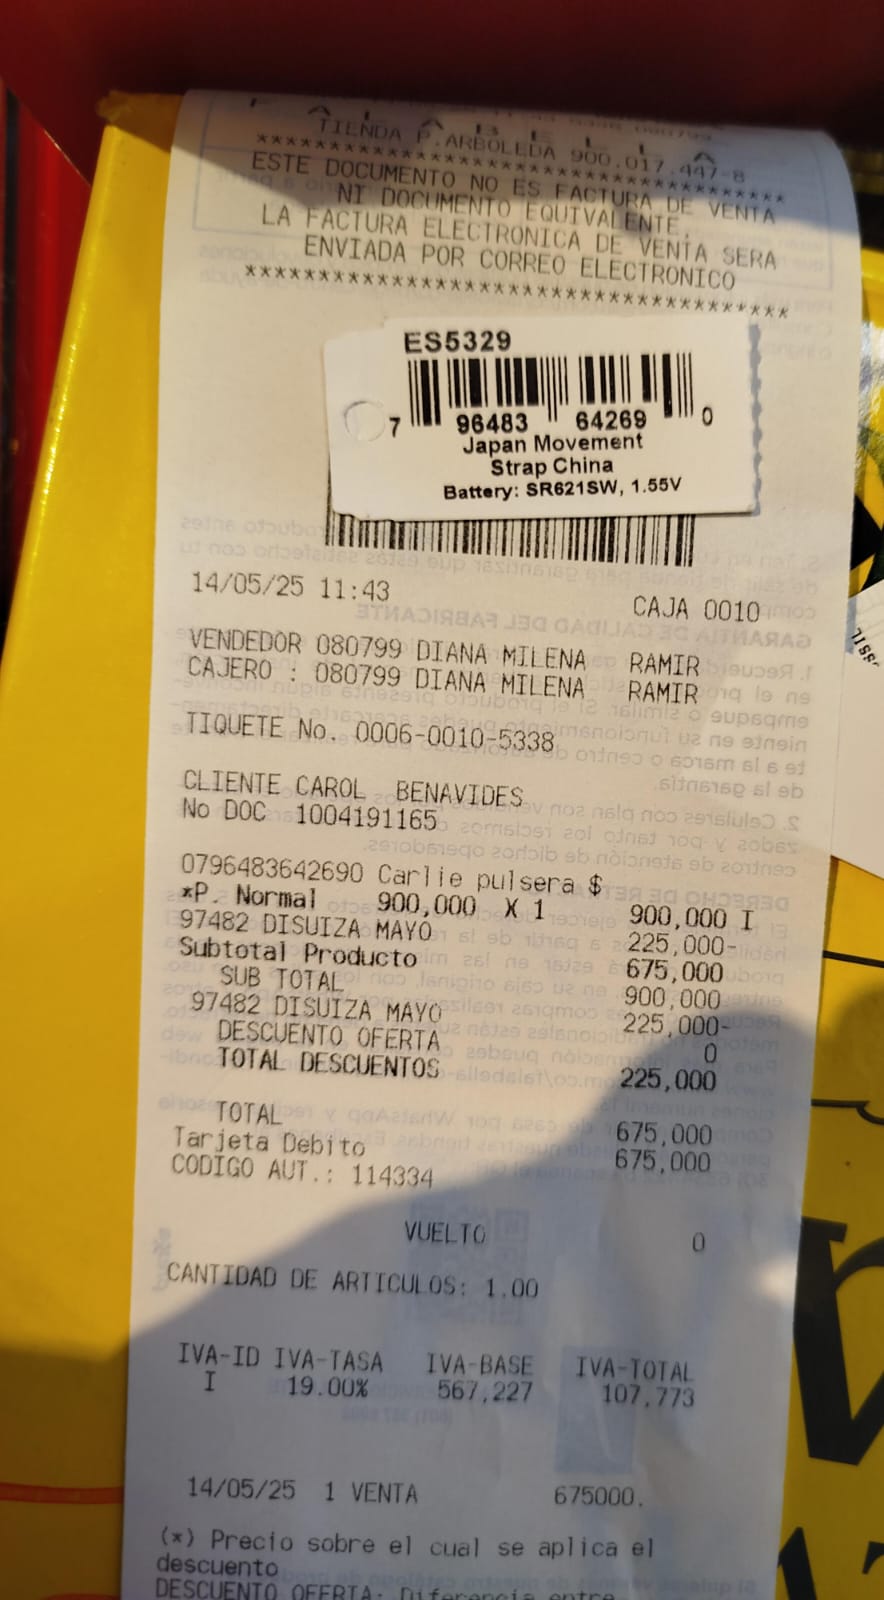 F A L A B E L L A
TIENDA P.ARBOLEDA 900.017.447-8
***************************************
ESTE DOCUMENTO NO ES FACTURA DE VENTA
NI DOCUMENTO EQUIVALENTE.
LA FACTURA ELECTRONICA DE VENTA SERA
ENVIADA POR CORREO ELECTRONICO
***************************************
ES5329
7 96483 64269 0
Japan Movement
Strap China
Battery: SR621SW, 1.55V
14/05/25 11:43 CAJA 0010
VENDEDOR 080799 DIANA MILENA RAMIR
CAJERO : 080799 DIANA MILENA RAMIR
TIQUETE No. 0006-0010-5338
CLIENTE CAROL BENAVIDES
No DOC 1004191165
0796483642690 Carlie pulsera $
*P. Normal 900,000 X 1 900,000 I
97482 DISUIZA MAYO 225,000-
Subtotal Producto 675,000
SUB TOTAL 900,000
97482 DISUIZA MAYO 225,000-
DESCUENTO OFERTA 0
TOTAL DESCUENTOS 225,000
TOTAL 675,000
Tarjeta Debito 675,000
CODIGO AUT.: 114334
VUELTO 0
CANTIDAD DE ARTICULOS: 1.00
IVA-ID IVA-TASA IVA-BASE IVA-TOTAL
I 19.00% 567,227 107,773
14/05/25 1 VENTA 675000.
(*) Precio sobre el cual se aplica el
descuento
DESCUENTO OFERTA: Diferencia entre